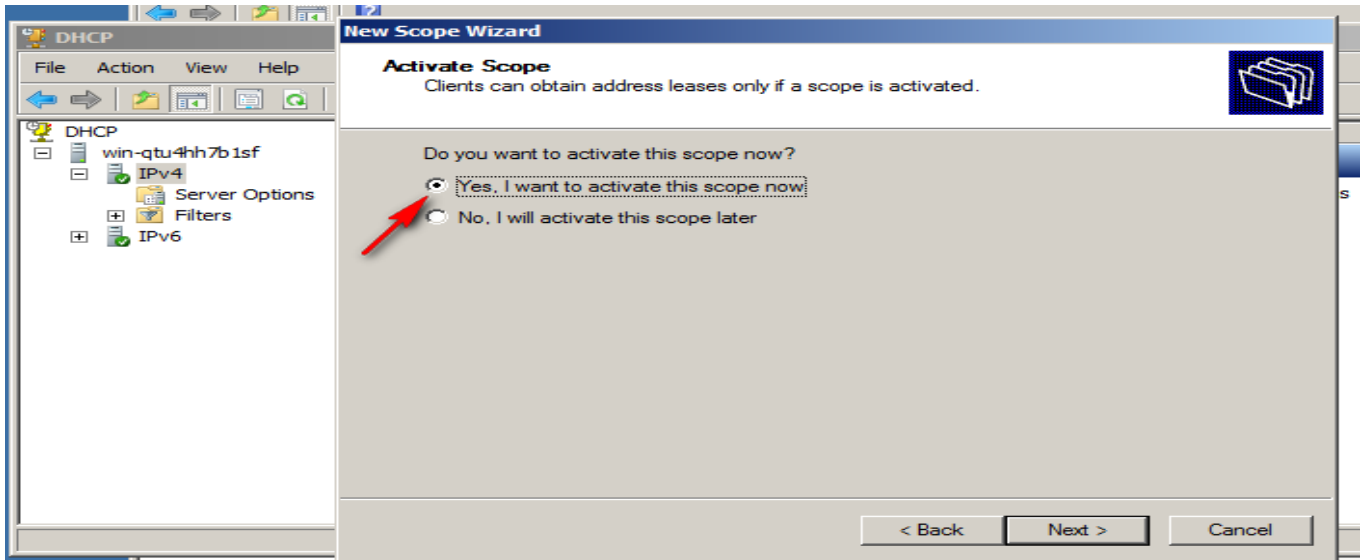 DHCP
File Action View Help
DHCP
win-qtu4hh7b1sf
IPv4
Server Options
Filters
IPv6
New Scope Wizard
Activate Scope
Clients can obtain address leases only if a scope is activated.
Do you want to activate this scope now?
Yes, I want to activate this scope now
No, I will activate this scope later
< Back Next > Cancel
s